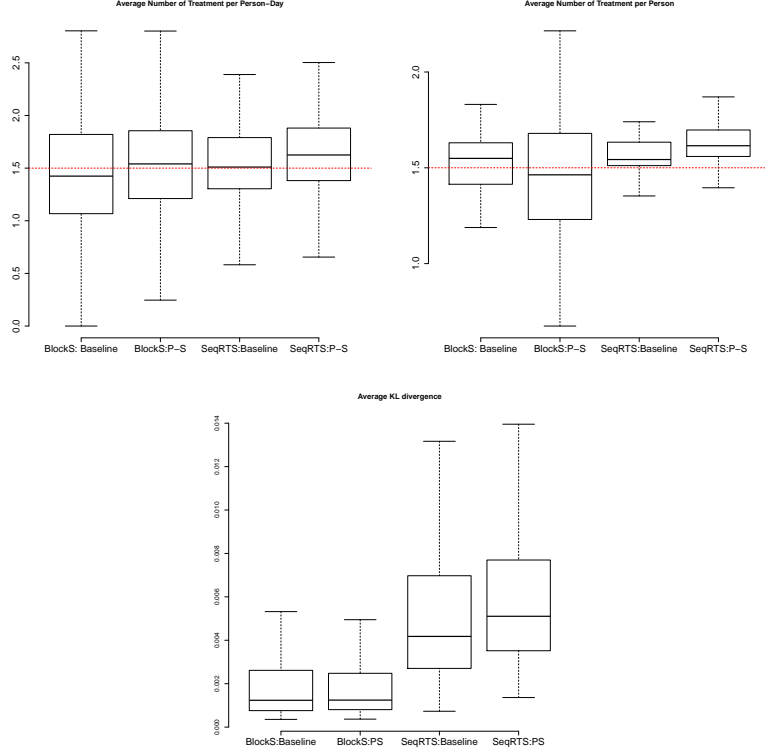 Average Number of Treatment per Person−Day
2.5
2.0
1.5
1.0
0.5
0.0
BlockS: Baseline BlockS:P−S SeqRTS:Baseline SeqRTS:P−S
Average Number of Treatment per Person
2.0
1.5
1.0
BlockS: Baseline BlockS:P−S SeqRTS:Baseline SeqRTS:P−S
Average KL divergence
0.014
0.012
0.010
0.008
0.006
0.004
0.002
0.000
BlockS:Baseline BlockS:PS SeqRTS:Baseline SeqRTS:PS